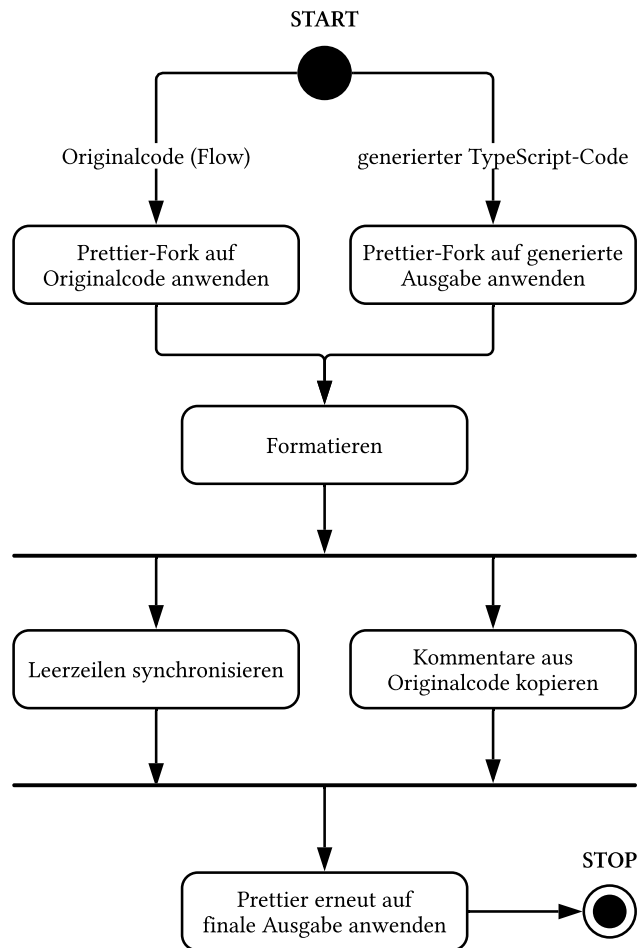 START
Originalcode (Flow)
generierter TypeScript-Code
Prettier-Fork auf
Originalcode anwenden
Prettier-Fork auf generierte
Ausgabe anwenden
Formatieren
Leerzeilen synchronisieren
Kommentare aus
Originalcode kopieren
STOP
Prettier erneut auf
finale Ausgabe anwenden